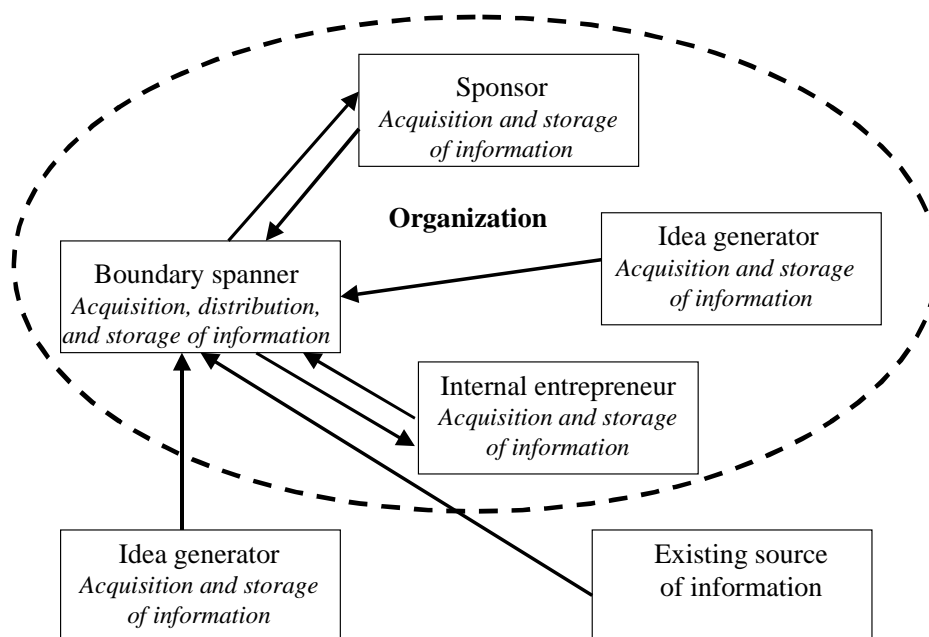 Sponsor
Acquisition and storage
of information
Organization
Idea generator
Acquisition and storage
of information
Boundary spanner
Acquisition, distribution,
and storage of information
Internal entrepreneur
Acquisition and storage
of information
Idea generator
Acquisition and storage
of information
Existing source
of information